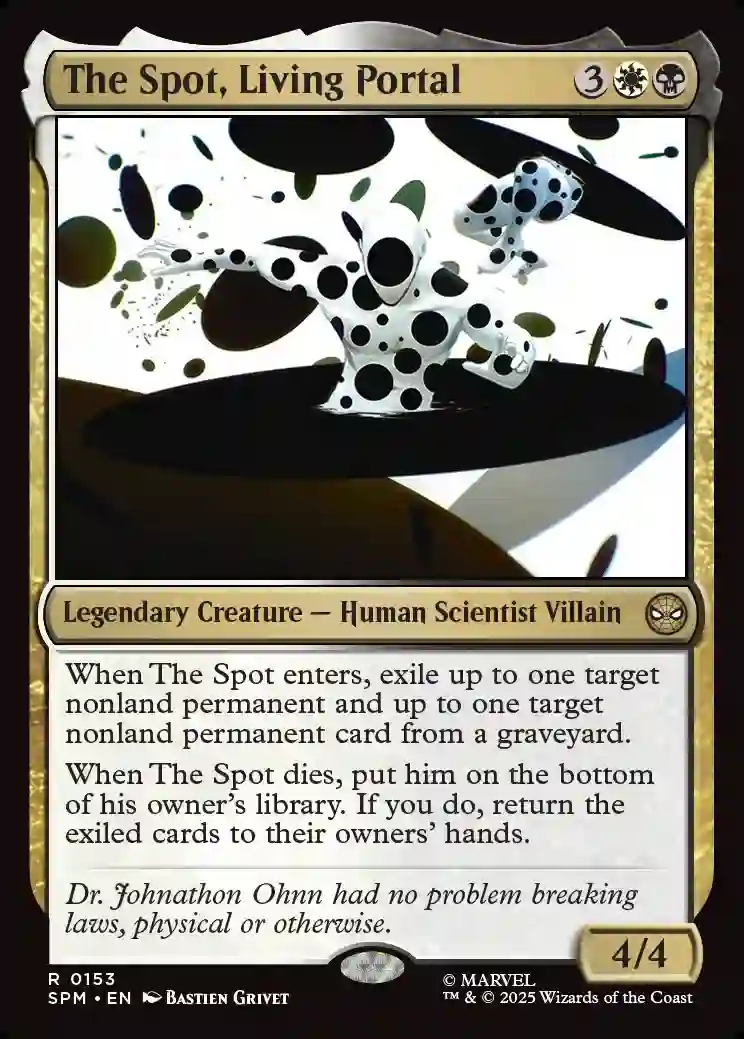 The Spot, Living Portal 3
Legendary Creature — Human Scientist Villain
When The Spot enters, exile up to one target
nonland permanent and up to one target
nonland permanent card from a graveyard.
When The Spot dies, put him on the bottom
of his owner's library. If you do, return the
exiled cards to their owners' hands.
Dr. Johnathon Ohnn had no problem breaking
laws, physical or otherwise.
4/4
R 0153
SPM • EN Bastien Grivet
© MARVEL
™ & © 2025 Wizards of the Coast